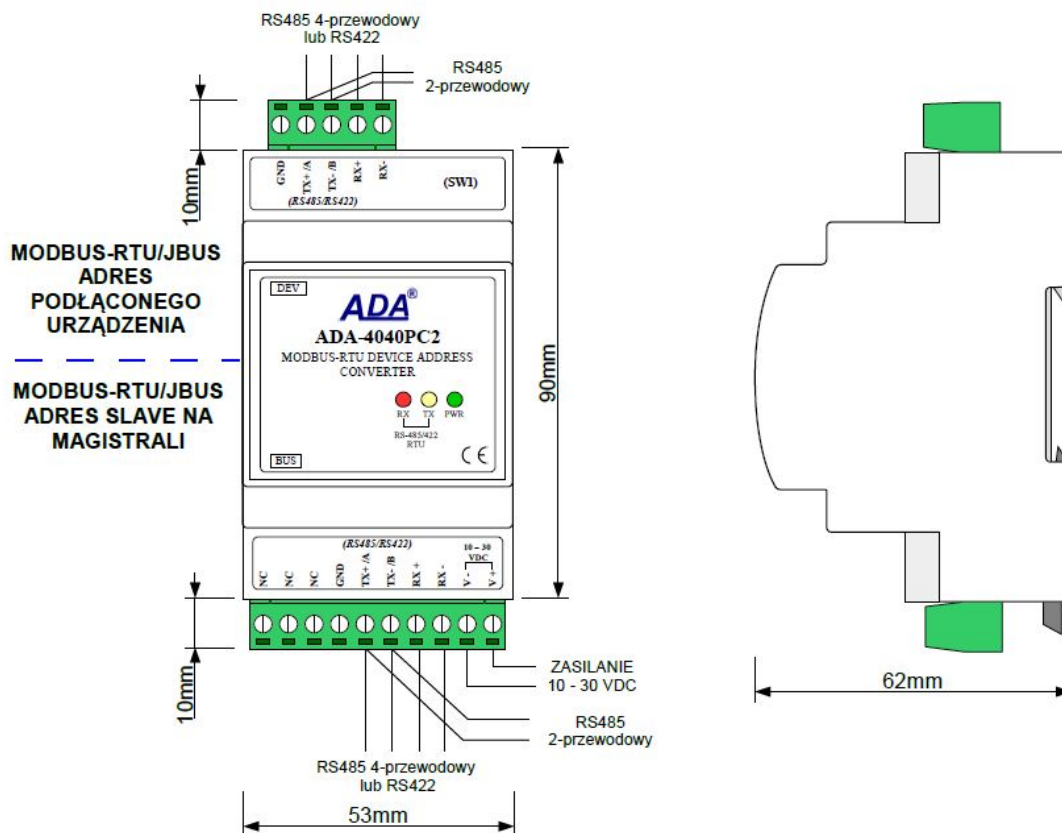 RS485 4-przewodowy
lub RS422
RS485
2-przewodowy
10mm
GND
TX+ /A
TX- /B
RX+
RX-
(RS485/RS422)
(SW1)
MODBUS-RTU/JBUS
ADRES
PODŁĄCZONEGO
URZĄDZENIA
MODBUS-RTU/JBUS
ADRES SLAVE NA
MAGISTRALI
DEV
ADA®
ADA-4040PC2
MODBUS-RTU DEVICE ADDRESS
CONVERTER
RX TX PWR
RS-485/422
RTU
BUS
CE
90mm
(RS485/RS422)
10 – 30
VDC
NC
NC
NC
GND
TX+ /A
TX- /B
RX +
RX -
V -
V +
10mm
ZASILANIE
10 - 30 VDC
RS485
2-przewodowy
RS485 4-przewodowy
lub RS422
53mm
62mm